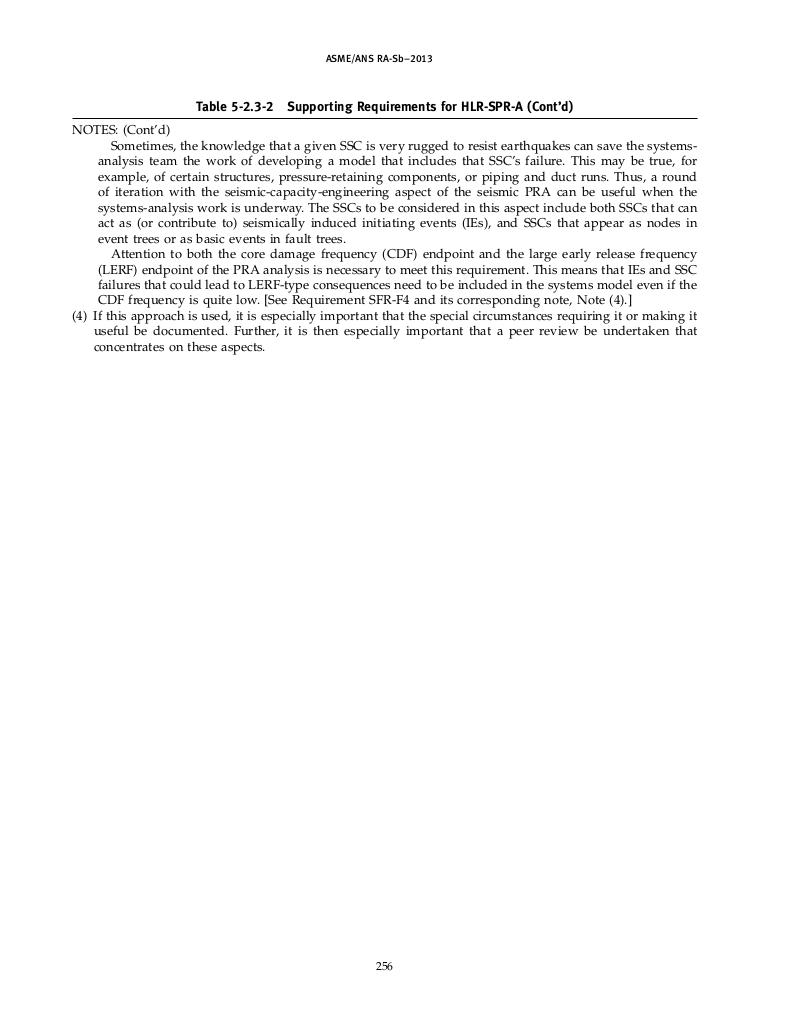 ASME/ANS RA-Sb–2013
Table 5-2.3-2 Supporting Requirements for HLR-SPR-A (Cont’d)
NOTES: (Cont’d)
Sometimes, the knowledge that a given SSC is very rugged to resist earthquakes can save the systems-
analysis team the work of developing a model that includes that SSC’s failure. This may be true, for
example, of certain structures, pressure-retaining components, or piping and duct runs. Thus, a round
of iteration with the seismic-capacity-engineering aspect of the seismic PRA can be useful when the
systems-analysis work is underway. The SSCs to be considered in this aspect include both SSCs that can
act as (or contribute to) seismically induced initiating events (IEs), and SSCs that appear as nodes in
event trees or as basic events in fault trees.
Attention to both the core damage frequency (CDF) endpoint and the large early release frequency
(LERF) endpoint of the PRA analysis is necessary to meet this requirement. This means that IEs and SSC
failures that could lead to LERF-type consequences need to be included in the systems model even if the
CDF frequency is quite low. [See Requirement SFR-F4 and its corresponding note, Note (4).]
(4) If this approach is used, it is especially important that the special circumstances requiring it or making it
useful be documented. Further, it is then especially important that a peer review be undertaken that
concentrates on these aspects.
256